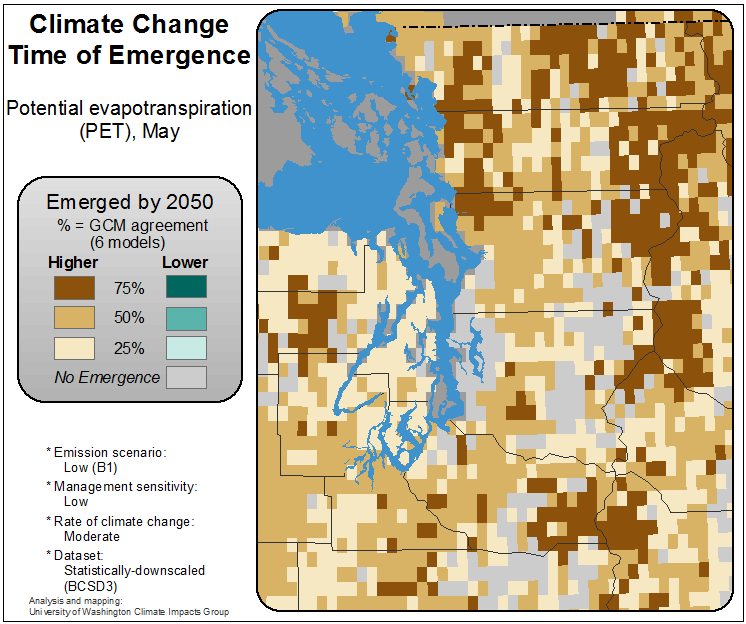 Climate Change
Time of Emergence
Potential evapotranspiration
(PET), May
Emerged by 2050
% = GCM agreement
(6 models)
Higher Lower
75%
50%
25%
No Emergence
* Emission scenario:
Low (B1)
* Management sensitivity:
Low
* Rate of climate change:
Moderate
* Dataset:
Statistically-downscaled
(BCSD3)
Analysis and mapping:
University of Washington Climate Impacts Group